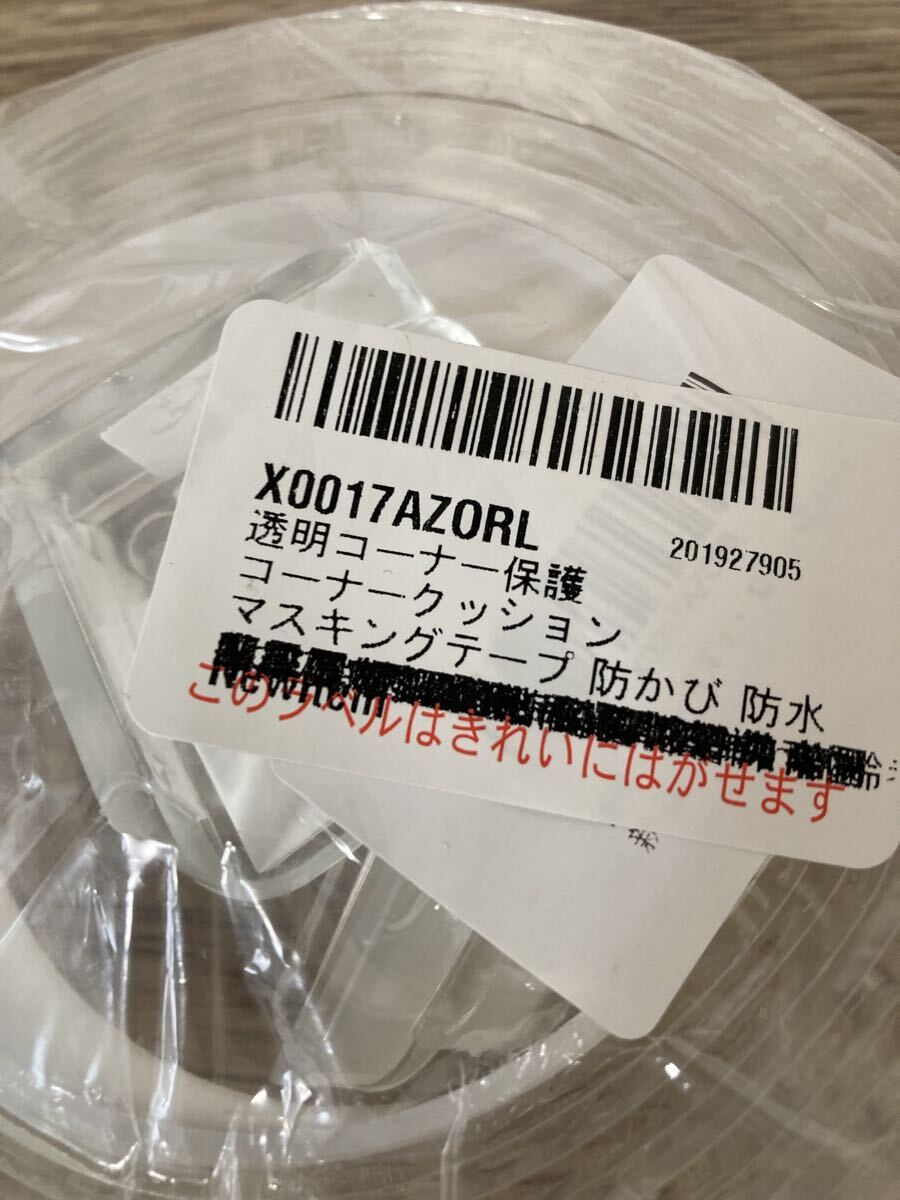 X0017AZORL
201927905
透明コーナー保護
コーナークッション
マスキングテープ 防かび 防水
このラベルはきれいにはがせます